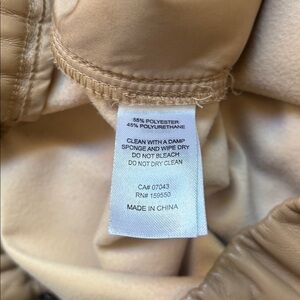 55% POLYESTER
45% POLYURETHANE
CLEAN WITH A DAMP
SPONGE AND WIPE DRY
DO NOT BLEACH
DO NOT DRY CLEAN
CA# 07043
RN# 159550
MADE IN CHINA